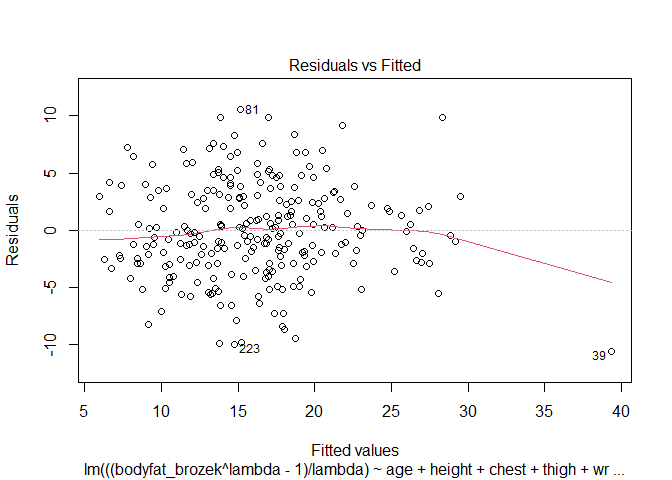 Residuals vs Fitted
Residuals
10
5
0
-5
-10
81
223
39
5 10 15 20 25 30 35 40
Fitted values
lm(((bodyfat_brozek^lambda - 1)/lambda) ~ age + height + chest + thigh + wr ...